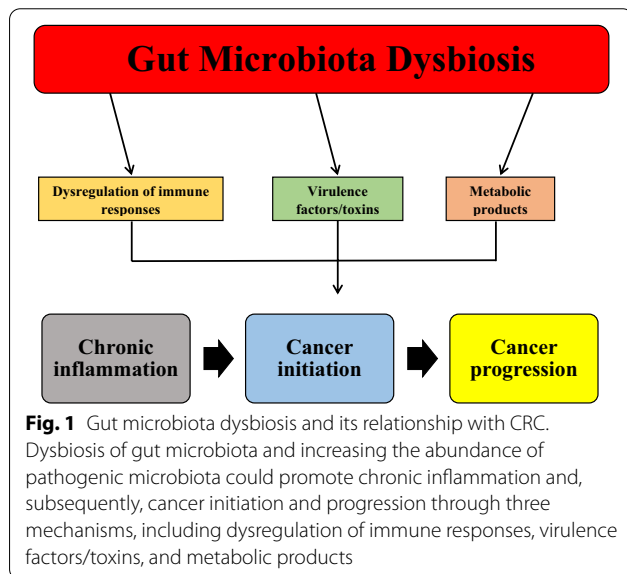 Gut Microbiota Dysbiosis
Dysregulation of immune
responses
Virulence
factors/toxins
Metabolic
products
Chronic
inflammation
Cancer
initiation
Cancer
progression
Fig. 1 Gut microbiota dysbiosis and its relationship with CRC.
Dysbiosis of gut microbiota and increasing the abundance of
pathogenic microbiota could promote chronic inflammation and,
subsequently, cancer initiation and progression through three
mechanisms, including dysregulation of immune responses, virulence
factors/toxins, and metabolic products